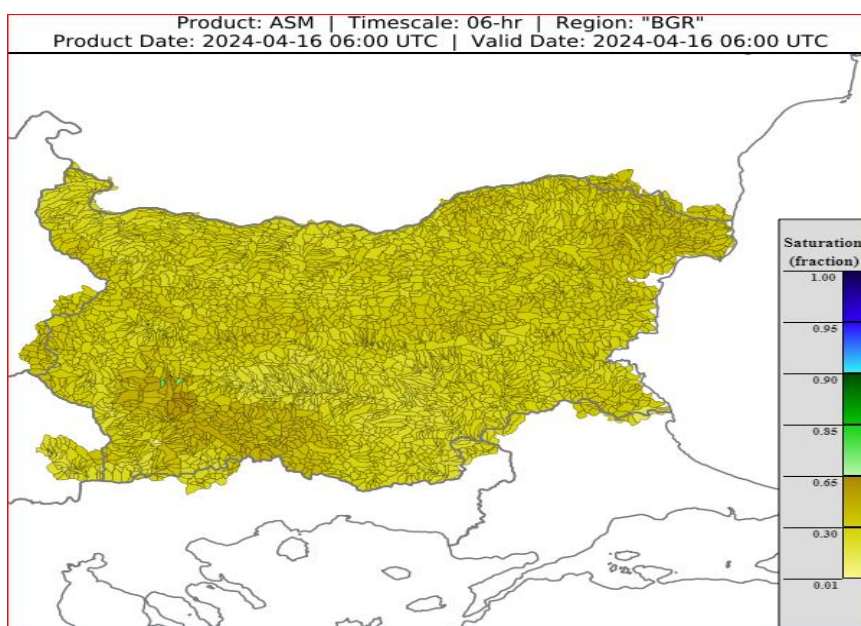 Product: ASM | Timescale: 06-hr | Region: "BGR"
Product Date: 2024-04-16 06:00 UTC | Valid Date: 2024-04-16 06:00 UTC
Saturation
(fraction)
1.00
0.95
0.90
0.85
0.65
0.30
0.01